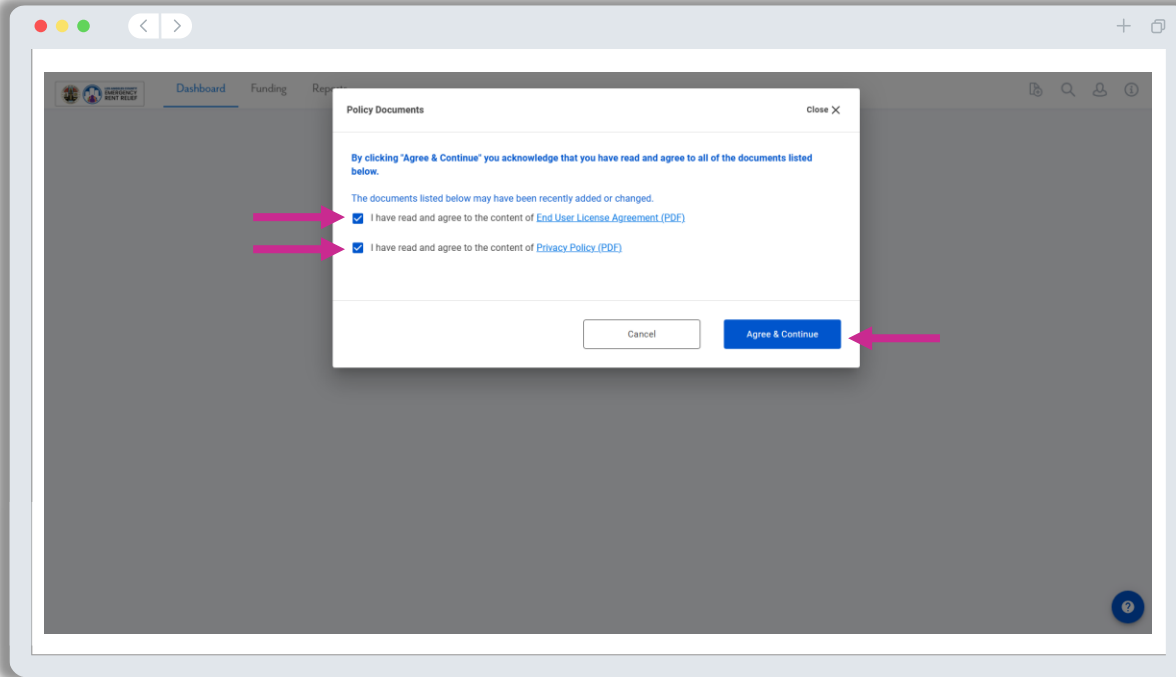 EMERGENCY
RENT RELIEF
Dashboard
Funding
Policy Documents
Close
By clicking "Agree & Continue" you acknowledge that you have read and agree to all of the documents listed
below.
The documents listed below may have been recently added or changed.
I have read and agree to the content of End User License Agreement (PDF)
I have read and agree to the content of Privacy Policy (PDF)
Cancel
Agree & Continue